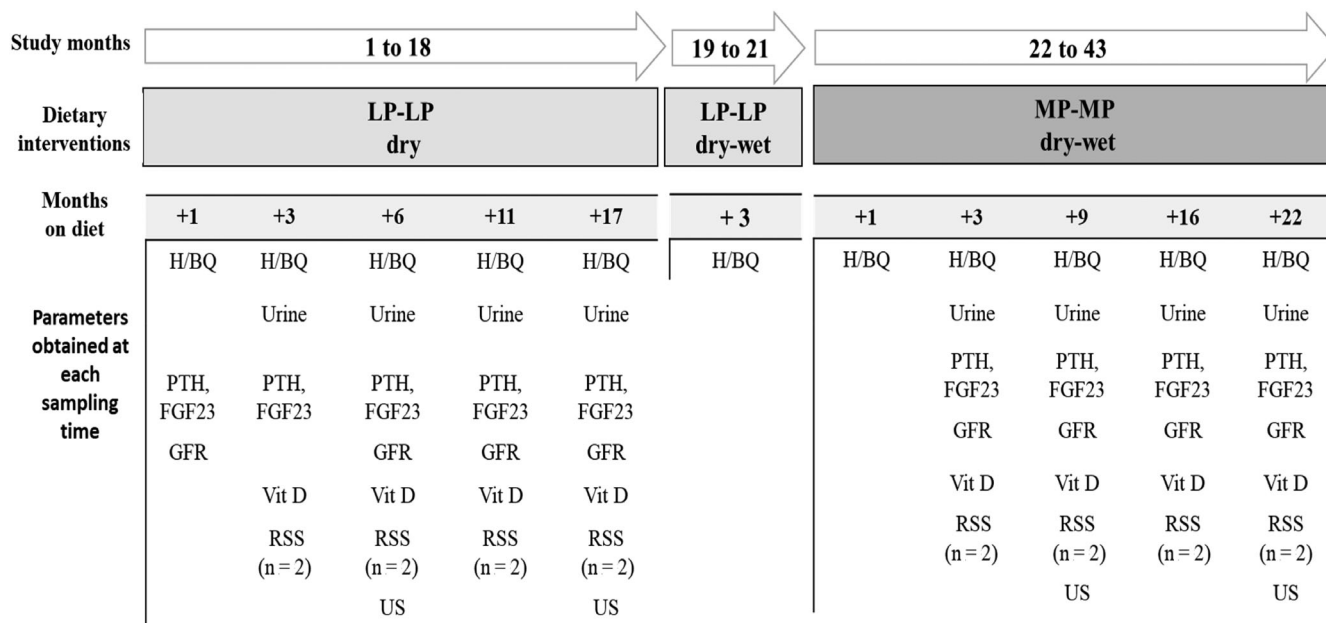 Study months
1 to 18
19 to 21
22 to 43
Dietary
interventions
LP-LP
dry
LP-LP
dry-wet
MP-MP
dry-wet
Months
on diet
+1 +3 +6 +11 +17 + 3 +1 +3 +9 +16 +22
H/BQ H/BQ H/BQ H/BQ H/BQ H/BQ H/BQ H/BQ H/BQ H/BQ H/BQ
Parameters
obtained at
each
sampling
time
Urine Urine Urine Urine Urine Urine Urine Urine
PTH, PTH, PTH, PTH, PTH, PTH, PTH, PTH, PTH,
FGF23 FGF23 FGF23 FGF23 FGF23 FGF23 FGF23 FGF23 FGF23
GFR GFR GFR GFR GFR GFR GFR GFR
Vit D Vit D Vit D Vit D Vit D Vit D Vit D Vit D
RSS RSS RSS RSS RSS RSS RSS RSS
(n = 2) (n = 2) (n = 2) (n = 2) (n = 2) (n = 2) (n = 2) (n = 2)
US US US US